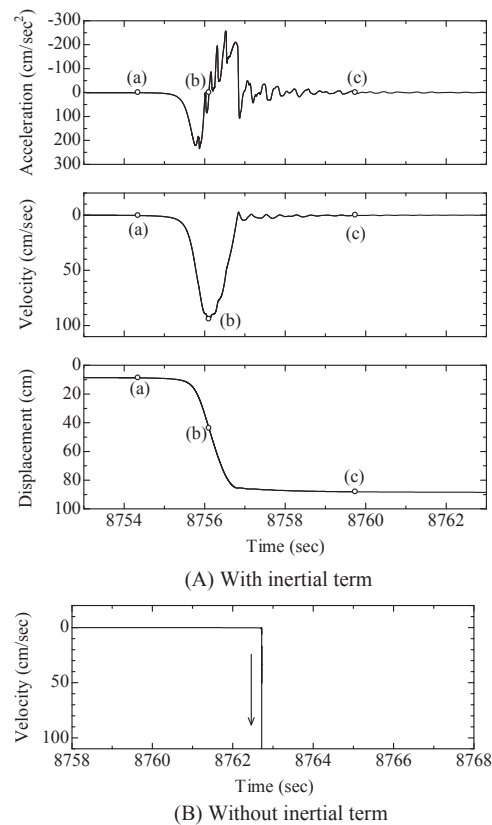 -300
-200
-100
0
100
200
300
Acceleration (cm/sec²)
(a)
(b)
(c)
0
50
100
Velocity (cm/sec)
(a)
(b)
(c)
0
20
40
60
80
100
Displacement (cm)
(a)
(b)
(c)
8754 8756 8758 8760 8762
Time (sec)
(A) With inertial term
0
50
100
Velocity (cm/sec)
8758 8760 8762 8764 8766 8768
Time (sec)
(B) Without inertial term